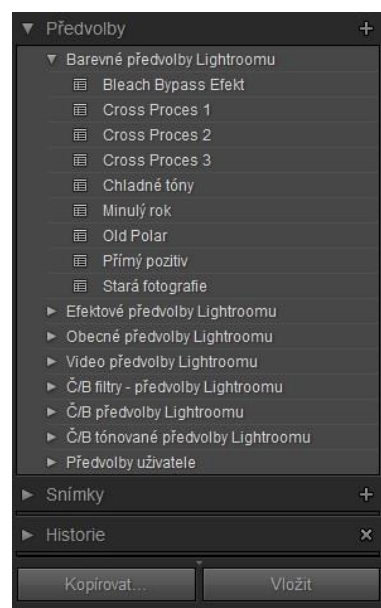 Předvolby
Barevné předvolby Lightroomu
Bleach Bypass Efekt
Cross Proces 1
Cross Proces 2
Cross Proces 3
Chladné tóny
Minulý rok
Old Polar
Přímý pozitiv
Stará fotografie
Efektové předvolby Lightroomu
Obecné předvolby Lightroomu
Video předvolby Lightroomu
Č/B filtry - předvolby Lightroomu
Č/B předvolby Lightroomu
Č/B tónované předvolby Lightroomu
Předvolby uživatele
Snímky
Historie
Kopírovat... Vložit